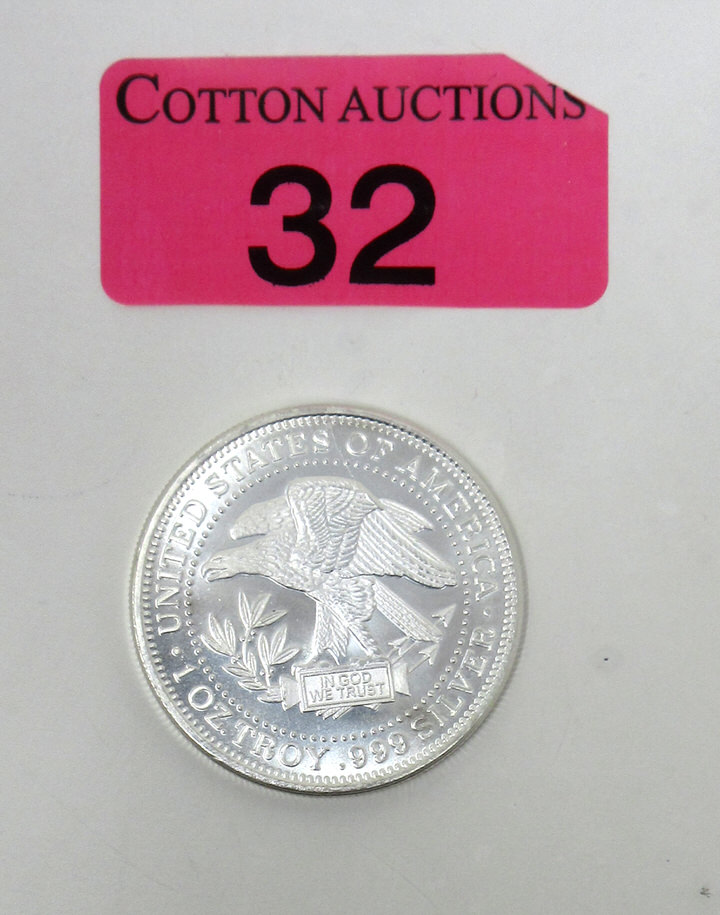 COTTON AUCTIONS
32
UNITED STATES OF AMERICA
IN GOD
WE TRUST
· 1 OZ TROY .999 SILVER ·